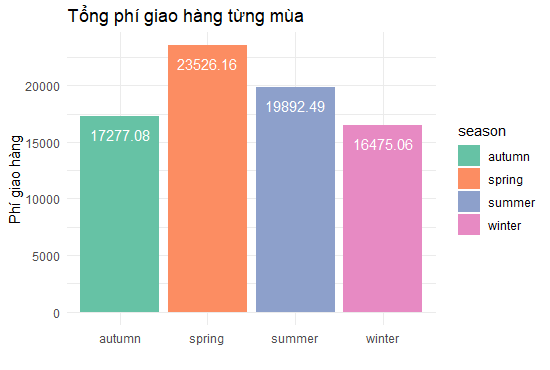 Tổng phí giao hàng từng mùa
Phí giao hàng
20000
15000
10000
5000
0
17277.08
23526.16
19892.49
16475.06
autumn
spring
summer
winter
season
autumn
spring
summer
winter